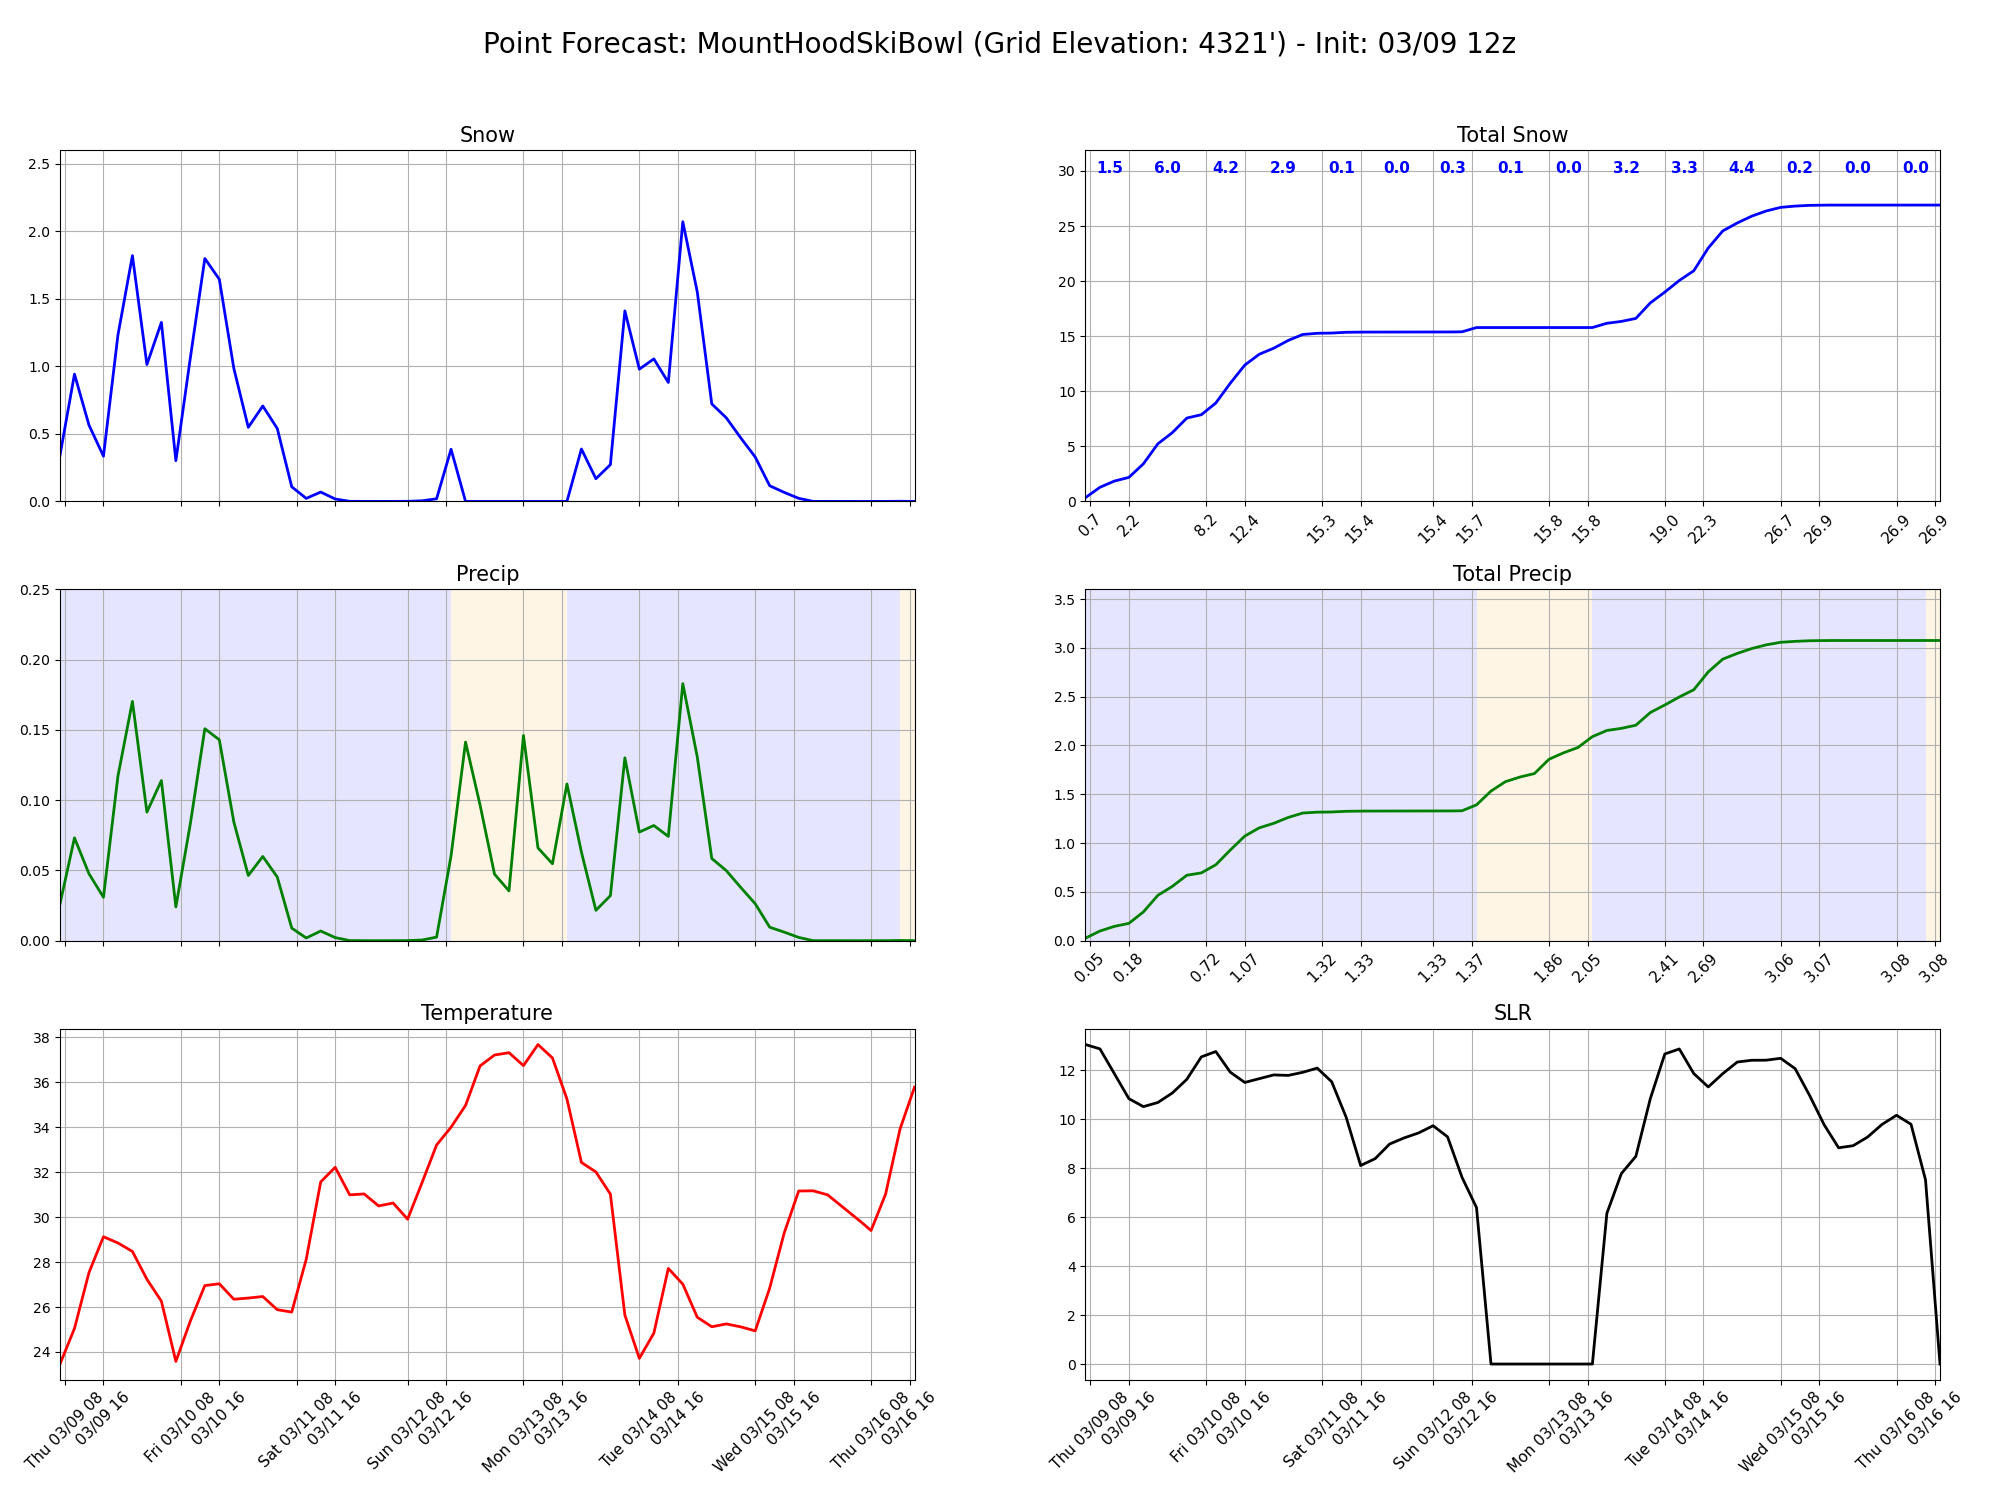 Point Forecast: MountHoodSkiBowl (Grid Elevation: 4321') - Init: 03/09 12z
Snow
2.5
2.0
1.5
1.0
0.5
0.0
Total Snow
1.5 6.0 4.2 2.9 0.1 0.0 0.3 0.1 0.0 3.2 3.3 4.4 0.2 0.0 0.0
30
25
20
15
10
5
0
0.7 2.2 8.2 12.4 15.3 15.4 15.4 15.7 15.8 15.8 19.0 22.3 26.7 26.9 26.9 26.9
Precip
0.25
0.20
0.15
0.10
0.05
0.00
Total Precip
3.5
3.0
2.5
2.0
1.5
1.0
0.5
0.0
0.05 0.18 0.72 1.07 1.32 1.33 1.33 1.37 1.86 2.05 2.41 2.69 3.06 3.07 3.08 3.08
Temperature
38
36
34
32
30
28
26
24
Thu 03/09 08
03/09 16
Fri 03/10 08
03/10 16
Sat 03/11 08
03/11 16
Sun 03/12 08
03/12 16
Mon 03/13 08
03/13 16
Tue 03/14 08
03/14 16
Wed 03/15 08
03/15 16
Thu 03/16 08
03/16 16
SLR
12
10
8
6
4
2
0
Thu 03/09 08
03/09 16
Fri 03/10 08
03/10 16
Sat 03/11 08
03/11 16
Sun 03/12 08
03/12 16
Mon 03/13 08
03/13 16
Tue 03/14 08
03/14 16
Wed 03/15 08
03/15 16
Thu 03/16 08
03/16 16